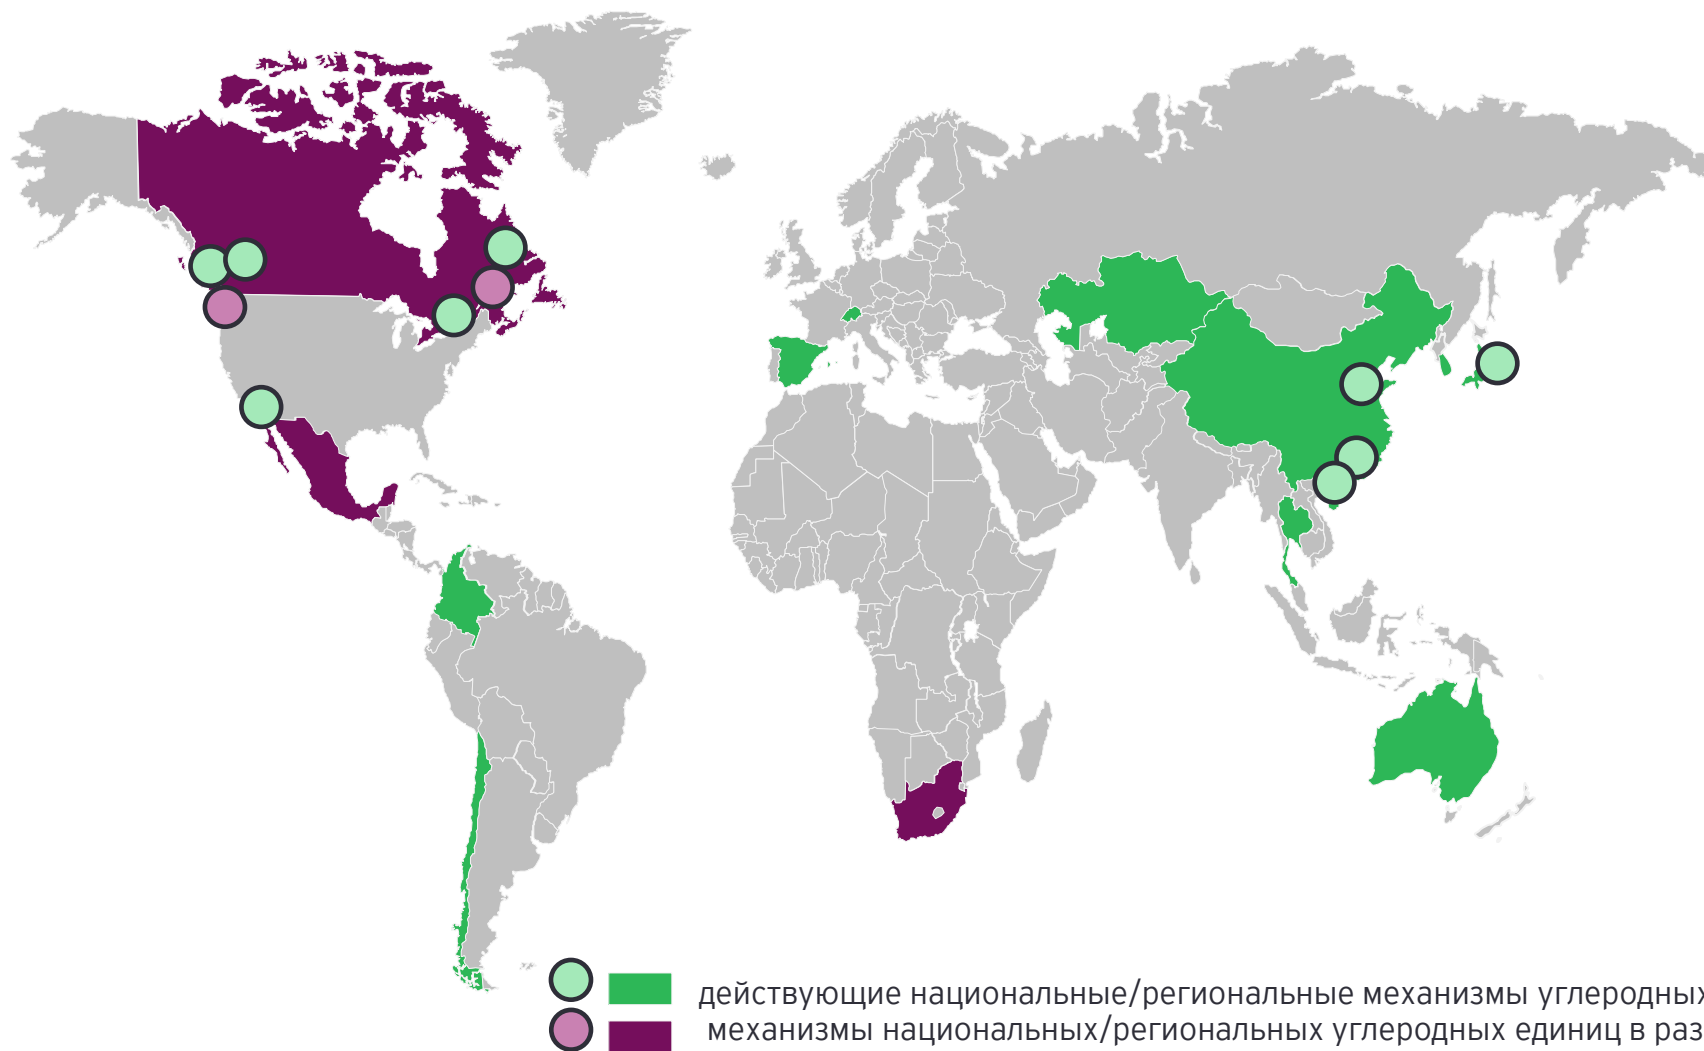 действующие национальные/региональные механизмы углеродных
механизмы национальных/региональных углеродных единиц в раз